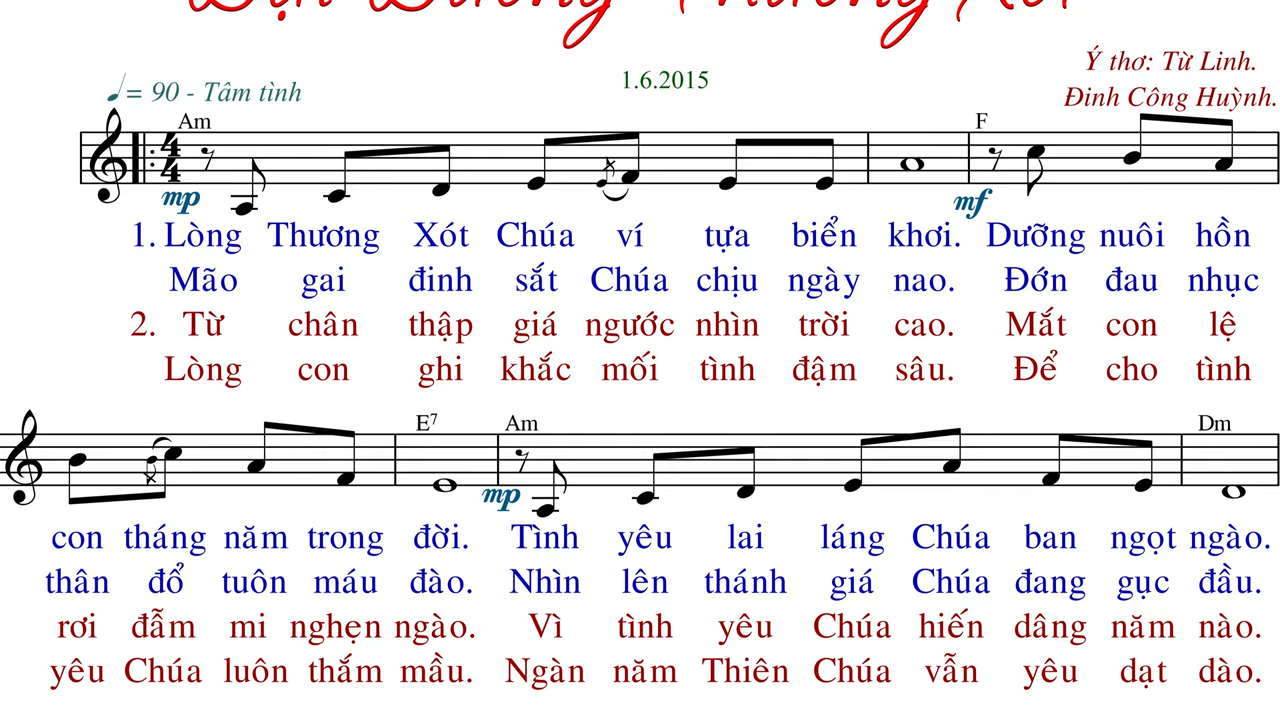 Thương Xót
Ý thơ: Từ Linh.
= 90 - Tâm tình
1.6.2015
Đinh Công Huỳnh.
Am F
4
4
mp mf
1. Lòng Thương Xót Chúa ví tựa biển khơi. Dưỡng nuôi hồn
Mão gai đinh sắt Chúa chịu ngày nao. Đớn đau nhục
2. Từ chân thập giá ngước nhìn trời cao. Mắt con lệ
Lòng con ghi khắc mối tình đậm sâu. Để cho tình
E7 Am Dm
mp
con tháng năm trong đời. Tình yêu lai láng Chúa ban ngọt ngào.
thân đổ tuôn máu đào. Nhìn lên thánh giá Chúa đang gục đầu.
rơi đẫm mi nghẹn ngào. Vì tình yêu Chúa hiến dâng năm nào.
yêu Chúa luôn thắm mầu. Ngàn năm Thiên Chúa vẫn yêu dạt dào.